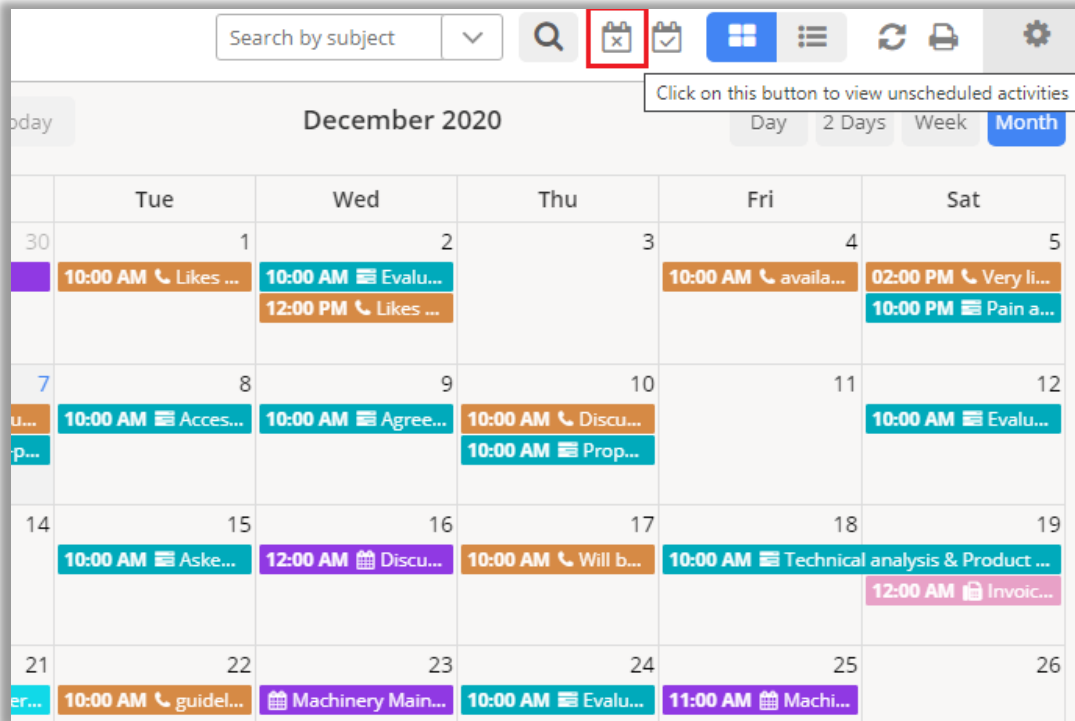 Search by subject
Click on this button to view unscheduled activities
oday December 2020 Day 2 Days Week Month
Tue Wed Thu Fri Sat
30 1 2 3 4 5
10:00 AM Likes ... 10:00 AM Evalu... 10:00 AM availa... 02:00 PM Very li...
12:00 PM Likes ... 10:00 PM Pain a...
7 8 9 10 11 12
u... 10:00 AM Acces... 10:00 AM Agree... 10:00 AM Discu... 10:00 AM Evalu...
-p... 10:00 AM Prop...
14 15 16 17 18 19
10:00 AM Aske... 12:00 AM Discu... 10:00 AM Will b... 10:00 AM Technical analysis & Product ...
12:00 AM Invoic...
21 22 23 24 25 26
er... 10:00 AM guidel... Machinery Main... 10:00 AM Evalu... 11:00 AM Machi...